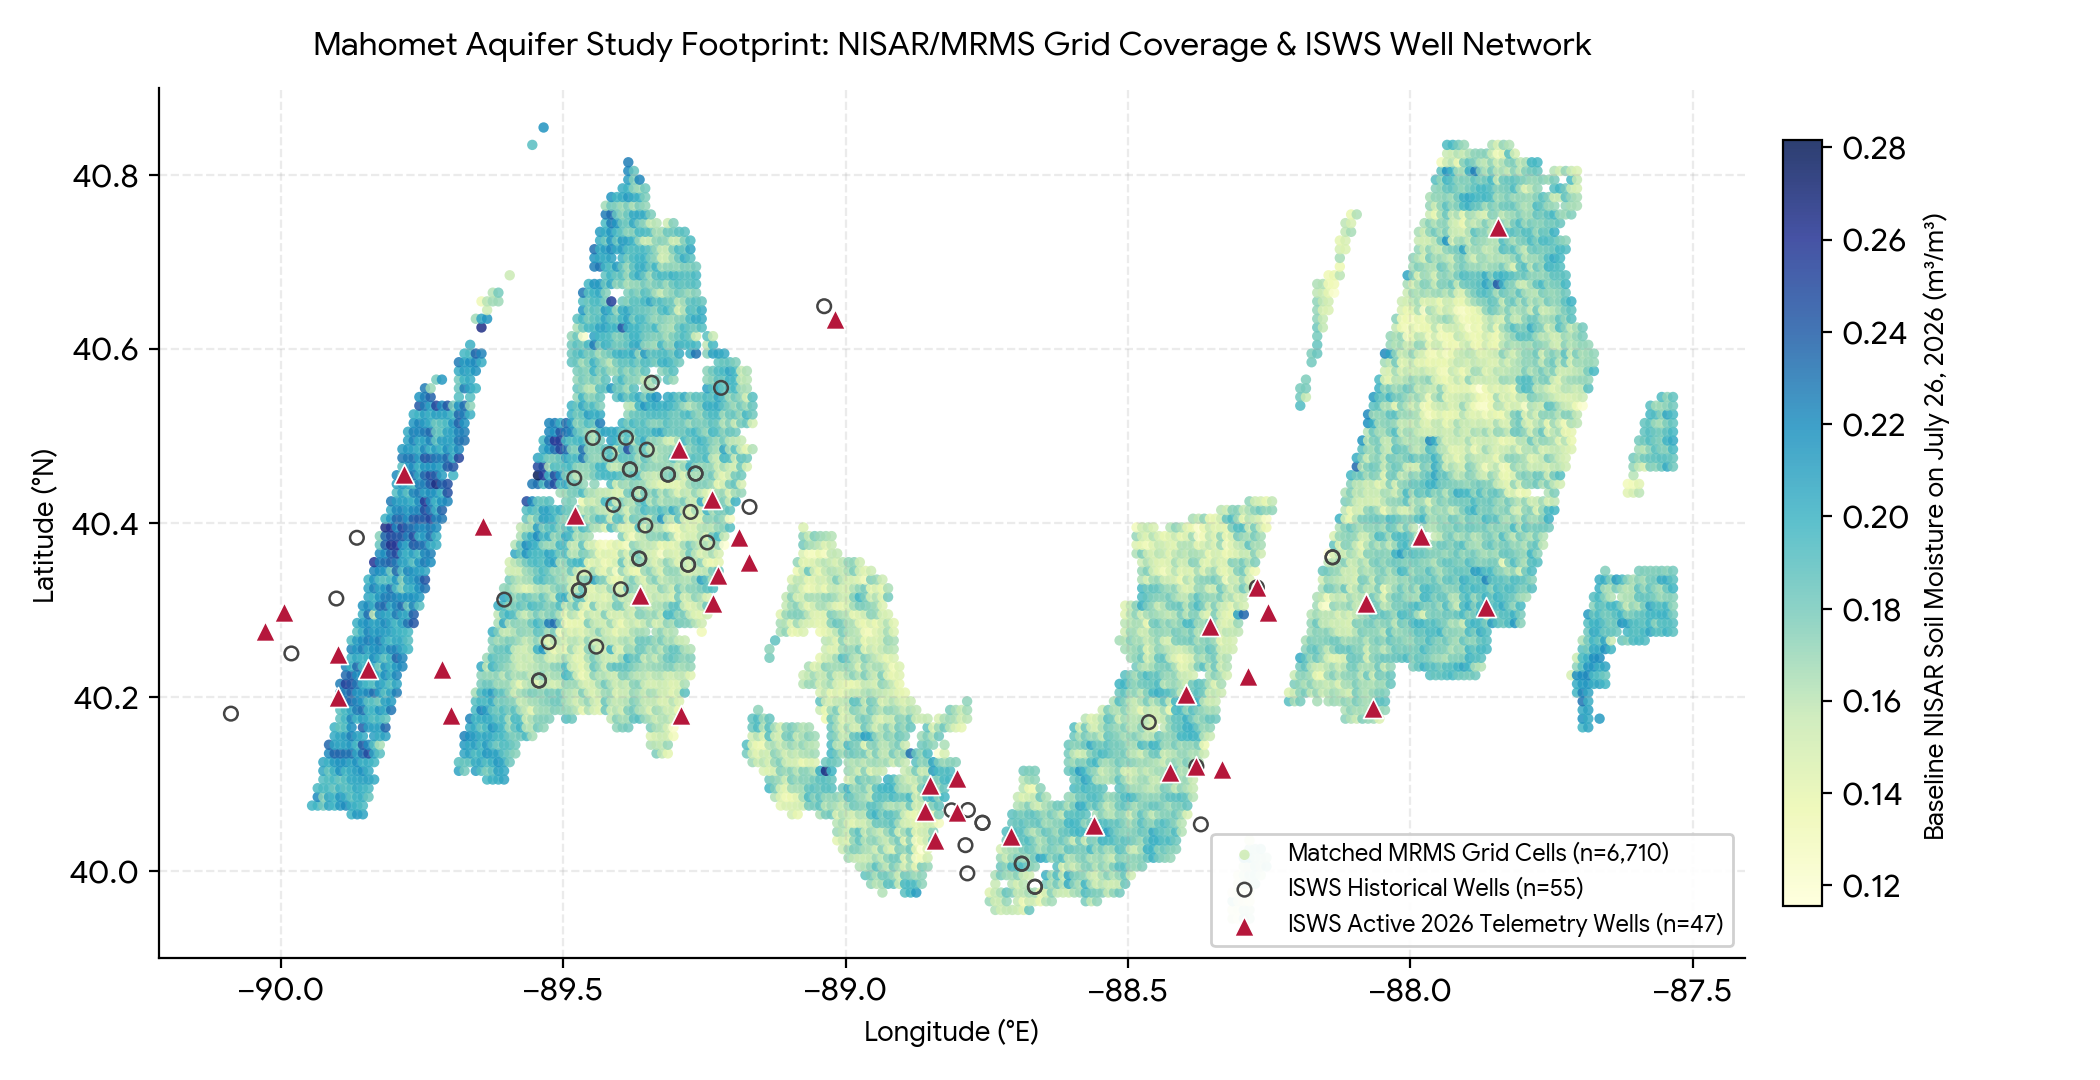 Mahomet Aquifer Study Footprint: NISAR/MRMS Grid Coverage & ISWS Well Network
40.8
40.6
40.4
40.2
40.0
Latitude (°N)
−90.0
−89.5
−89.0
−88.5
−88.0
−87.5
Longitude (°E)
Matched MRMS Grid Cells (n=6,710)
ISWS Historical Wells (n=55)
ISWS Active 2026 Telemetry Wells (n=47)
0.28
0.26
0.24
0.22
0.20
0.18
0.16
0.14
0.12
Baseline NISAR Soil Moisture on July 26, 2026 (m³/m³)